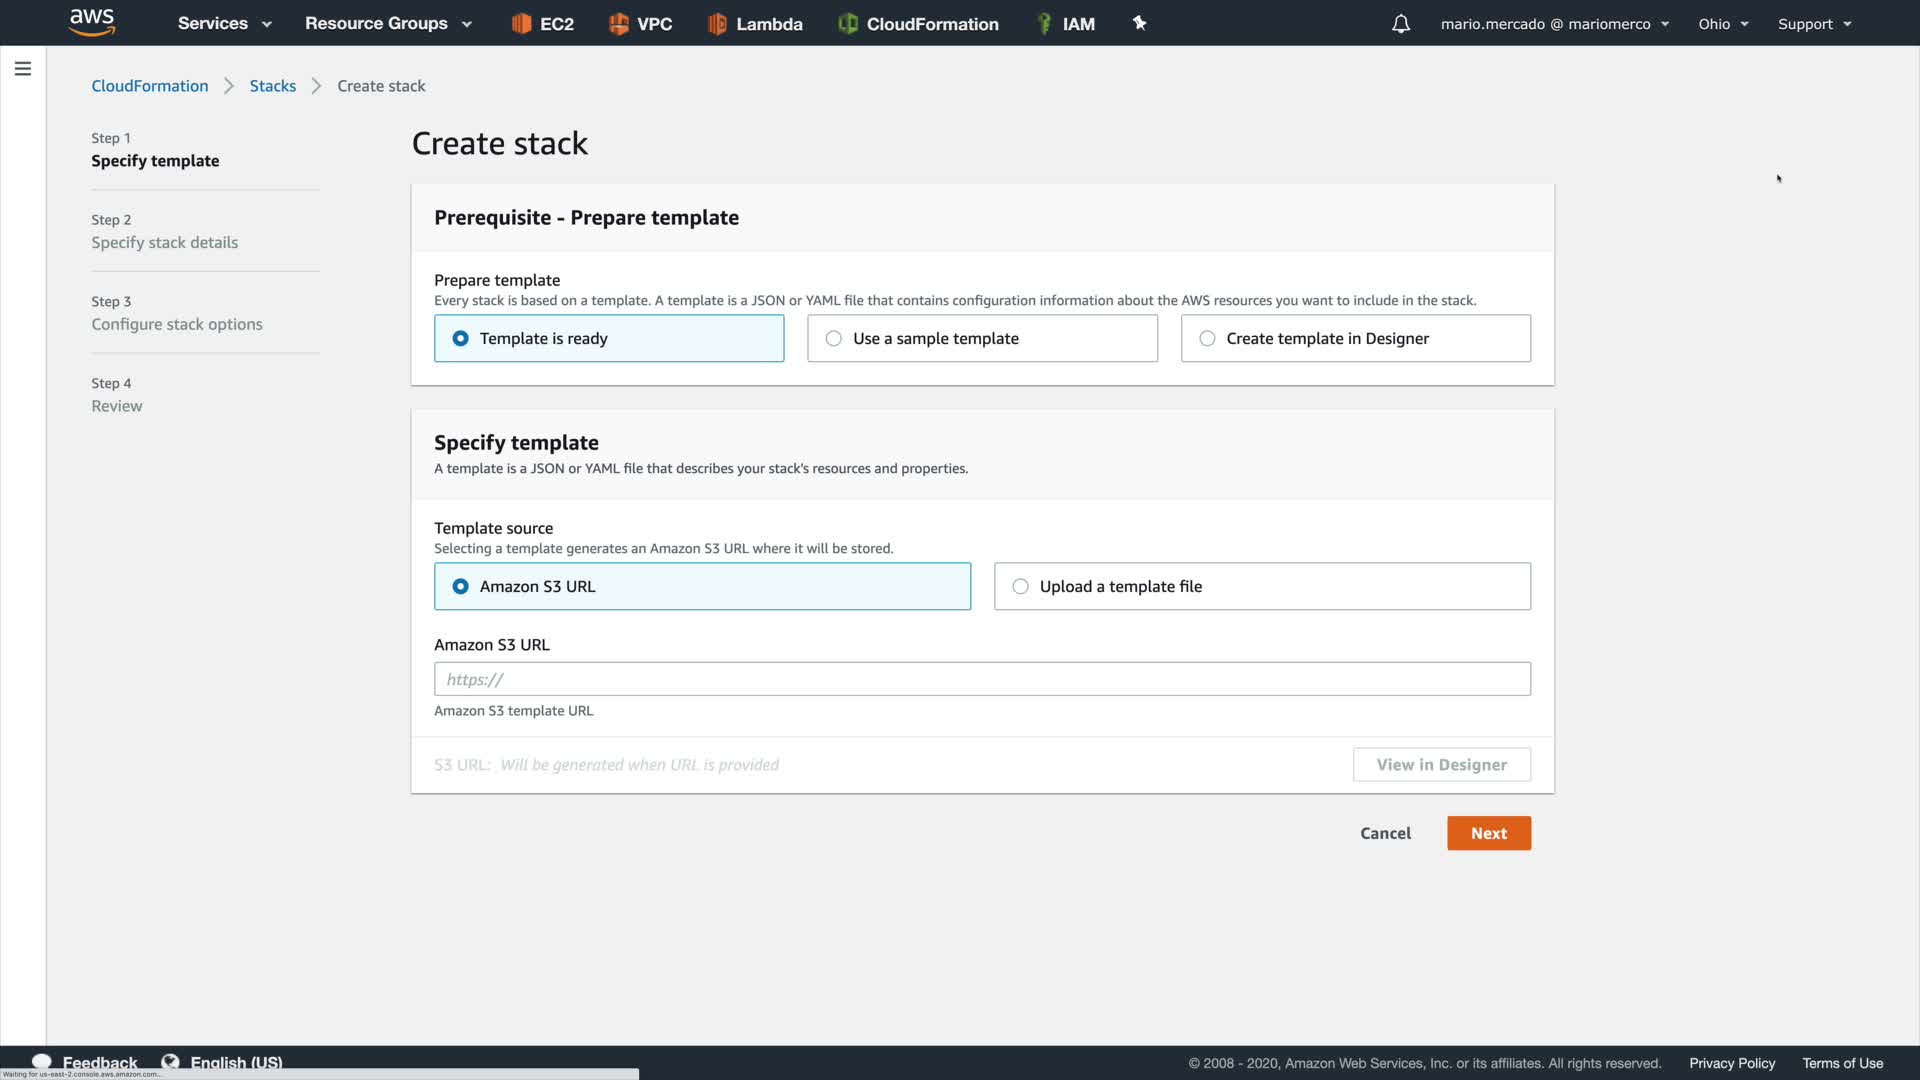 aws Services Resource Groups EC2 VPC Lambda CloudFormation IAM mario.mercado @ mariomerco Ohio Support
CloudFormation Stacks Create stack
Step 1
Specify template
Step 2
Specify stack details
Step 3
Configure stack options
Step 4
Review
Create stack
Prerequisite - Prepare template
Prepare template
Every stack is based on a template. A template is a JSON or YAML file that contains configuration information about the AWS resources you want to include in the stack.
Template is ready Use a sample template Create template in Designer
Specify template
A template is a JSON or YAML file that describes your stack's resources and properties.
Template source
Selecting a template generates an Amazon S3 URL where it will be stored.
Amazon S3 URL Upload a template file
Amazon S3 URL
https://
Amazon S3 template URL
S3 URL: Will be generated when URL is provided View in Designer
Cancel Next
Feedback English (US) © 2008 - 2020, Amazon Web Services, Inc. or its affiliates. All rights reserved. Privacy Policy Terms of Use
Waiting for us-east-2.console.aws.amazon.com...